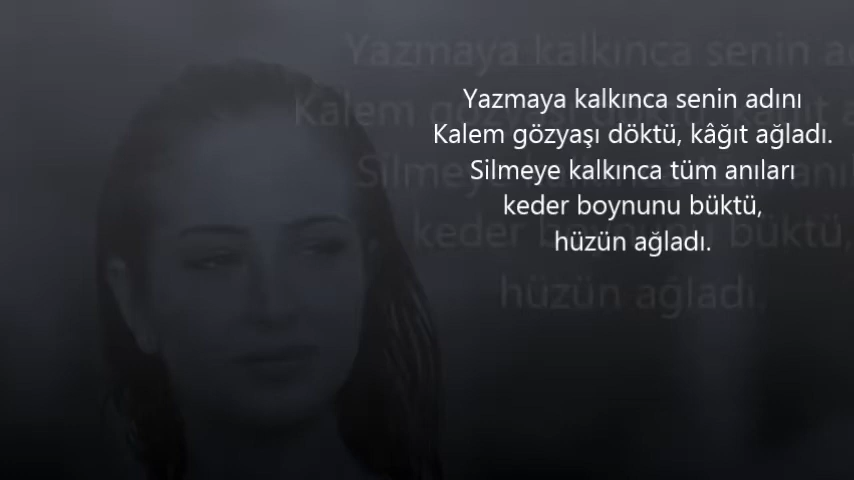 Yazmaya kalkınca senin adını
Kalem gözyaşı döktü, kâğıt ağladı.
Silmeye kalkınca tüm anıları
keder boynunu büktü,
hüzün ağladı.